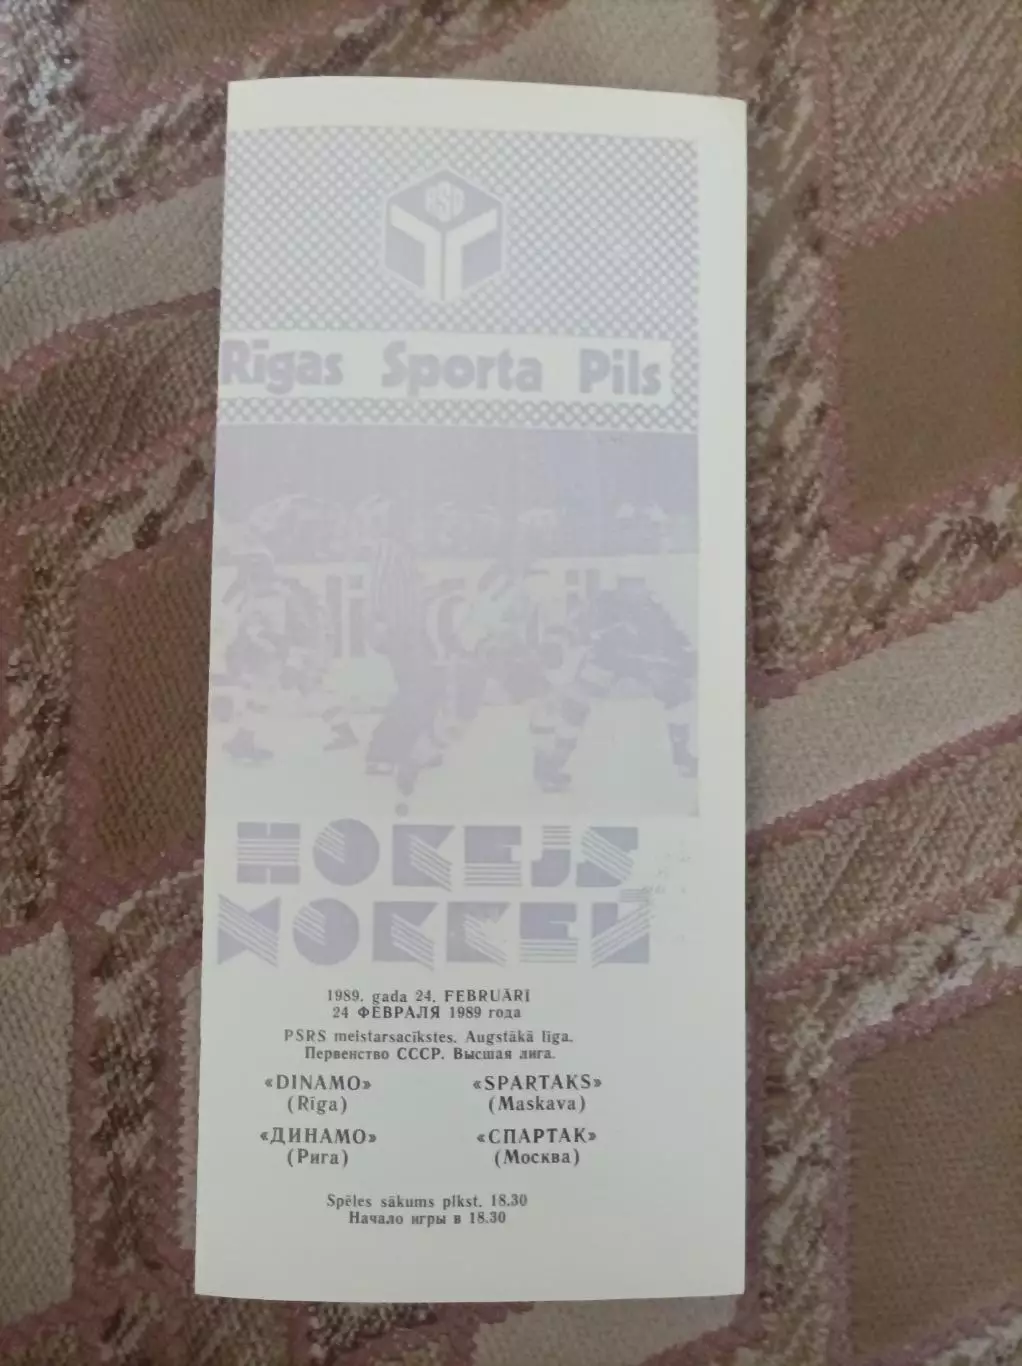 RSP
Rīgas Sporta Pils
HOKEJS
ХОККЕЙ
1989. gada 24. FEBRUĀRĪ
24 ФЕВРАЛЯ 1989 года
PSRS meistarsacīkstes. Augstākā līga.
Первенство СССР. Высшая лига.
«DINAMO» «SPARTAKS»
(Rīga) (Maskava)
«ДИНАМО» «СПАРТАК»
(Рига) (Москва)
Spēles sākums plkst. 18.30
Начало игры в 18.30